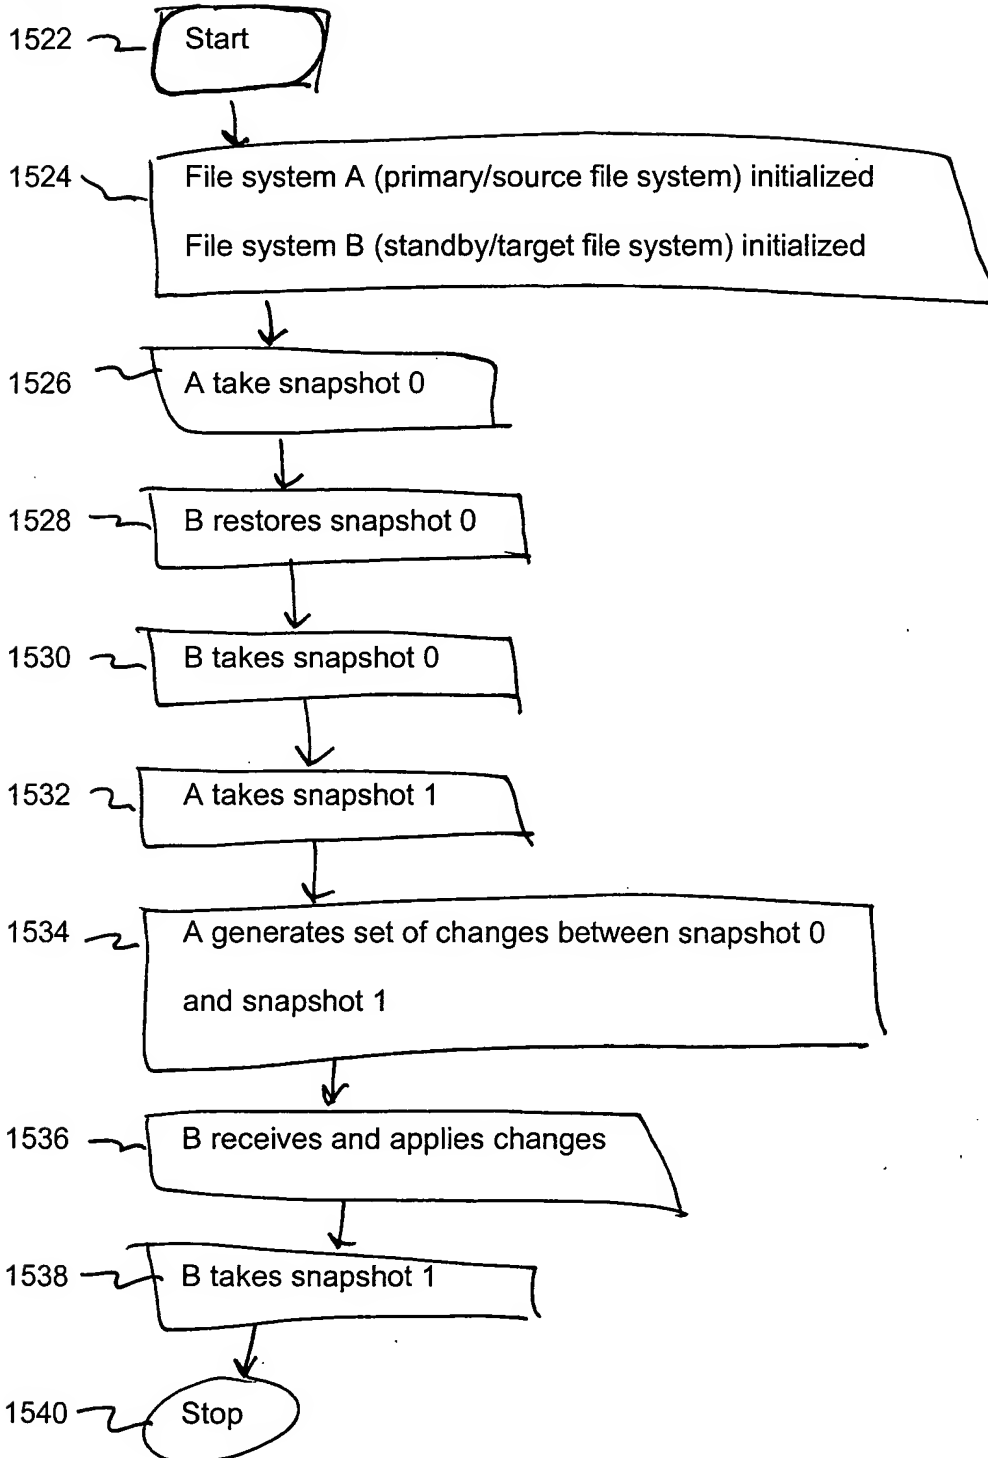 1522 Start
1524 File system A (primary/source file system) initialized
File system B (standby/target file system) initialized
1526 A take snapshot 0
1528 B restores snapshot 0
1530 B takes snapshot 0
1532 A takes snapshot 1
1534 A generates set of changes between snapshot 0
and snapshot 1
1536 B receives and applies changes
1538 B takes snapshot 1
1540 Stop